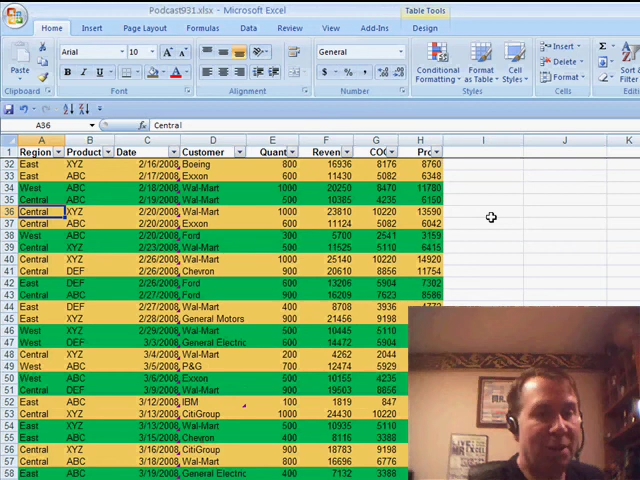 Podcast931.xlsx - Microsoft Excel
Table Tools
Home Insert Page Layout Formulas Data Review View Add-Ins Design
Paste
Arial 10
General
Conditional Formatting
Format as Table
Cell Styles
Insert
Delete
Format
Clipboard Font Alignment Number Styles Cells
A36 fx Central
A B C D E F G H I J K
1 Region Product Date Customer Quant Reven CO Pro
32 East XYZ 2/16/2008 Boeing 800 16936 8176 8760
33 East ABC 2/17/2008 Exxon 600 11430 5082 6348
34 West ABC 2/18/2008 Wal-Mart 1000 20250 8470 11780
35 Central ABC 2/19/2008 Wal-Mart 500 10385 4235 6150
36 Central XYZ 2/20/2008 Wal-Mart 1000 23810 10220 13590
37 Central ABC 2/20/2008 Exxon 600 11124 5082 6042
38 West ABC 2/20/2008 Ford 300 5700 2541 3159
39 Central XYZ 2/23/2008 Wal-Mart 500 11525 5110 6415
40 Central XYZ 2/26/2008 Wal-Mart 1000 25140 10220 14920
41 Central DEF 2/26/2008 Chevron 900 20610 8856 11754
42 East DEF 2/26/2008 Ford 600 13206 5904 7302
43 Central ABC 2/27/2008 Ford 900 16209 7623 8586
44 East DEF 2/27/2008 Wal-Mart 400 8708 3936 4772
45 East XYZ 2/28/2008 General Motors 900 21456 9198
46 West XYZ 2/29/2008 Wal-Mart 500 10445 5110
47 West DEF 3/3/2008 General Electric 600 14472 5904
48 Central XYZ 3/4/2008 Wal-Mart 200 4262 2044
49 West ABC 3/5/2008 P&G 700 12474 5929
50 West ABC 3/6/2008 Exxon 500 10155 4235
51 Central DEF 3/9/2008 Wal-Mart 900 19503 8856
52 East ABC 3/12/2008 IBM 100 1819 847
53 Central XYZ 3/13/2008 CitiGroup 1000 24430 10220
54 East XYZ 3/13/2008 Wal-Mart 500 10935 5110
55 East ABC 3/15/2008 Chevron 400 8116 3388
56 Central XYZ 3/16/2008 CitiGroup 900 18783 9198
57 West ABC 3/18/2008 Wal-Mart 800 16696 6776
58 East ABC 3/19/2008 Wal-Mart 400 7132 3388